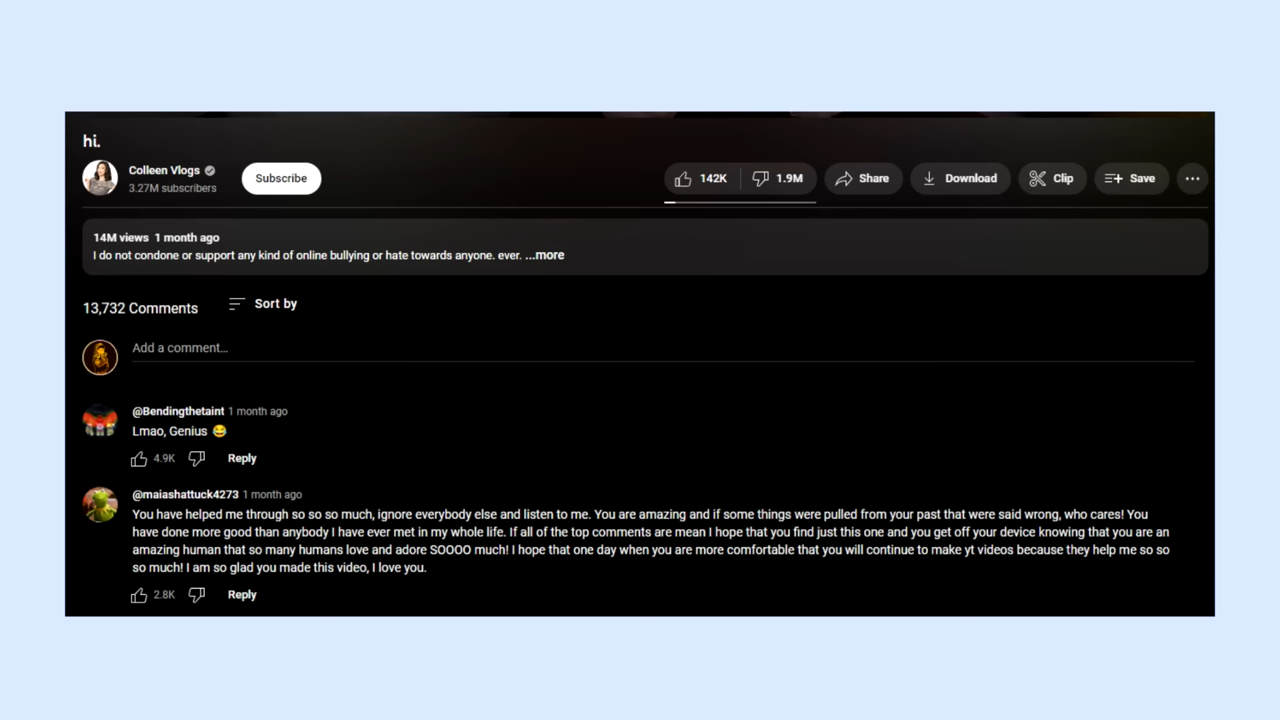 hi.
Colleen Vlogs
3.27M subscribers
Subscribe
142K
1.9M
Share
Download
Clip
Save
14M views 1 month ago
I do not condone or support any kind of online bullying or hate towards anyone. ever. ...more
13,732 Comments
Sort by
Add a comment...
@Bendingthetaint 1 month ago
Lmao, Genius 😂
4.9K
Reply
@maiashattuck4273 1 month ago
You have helped me through so so so much, ignore everybody else and listen to me. You are amazing and if some things were pulled from your past that were said wrong, who cares! You
have done more good than anybody I have ever met in my whole life. If all of the top comments are mean I hope that you find just this one and you get off your device knowing that you are an
amazing human that so many humans love and adore SOOOO much! I hope that one day when you are more comfortable that you will continue to make yt videos because they help me so so
so much! I am so glad you made this video, I love you.
2.8K
Reply